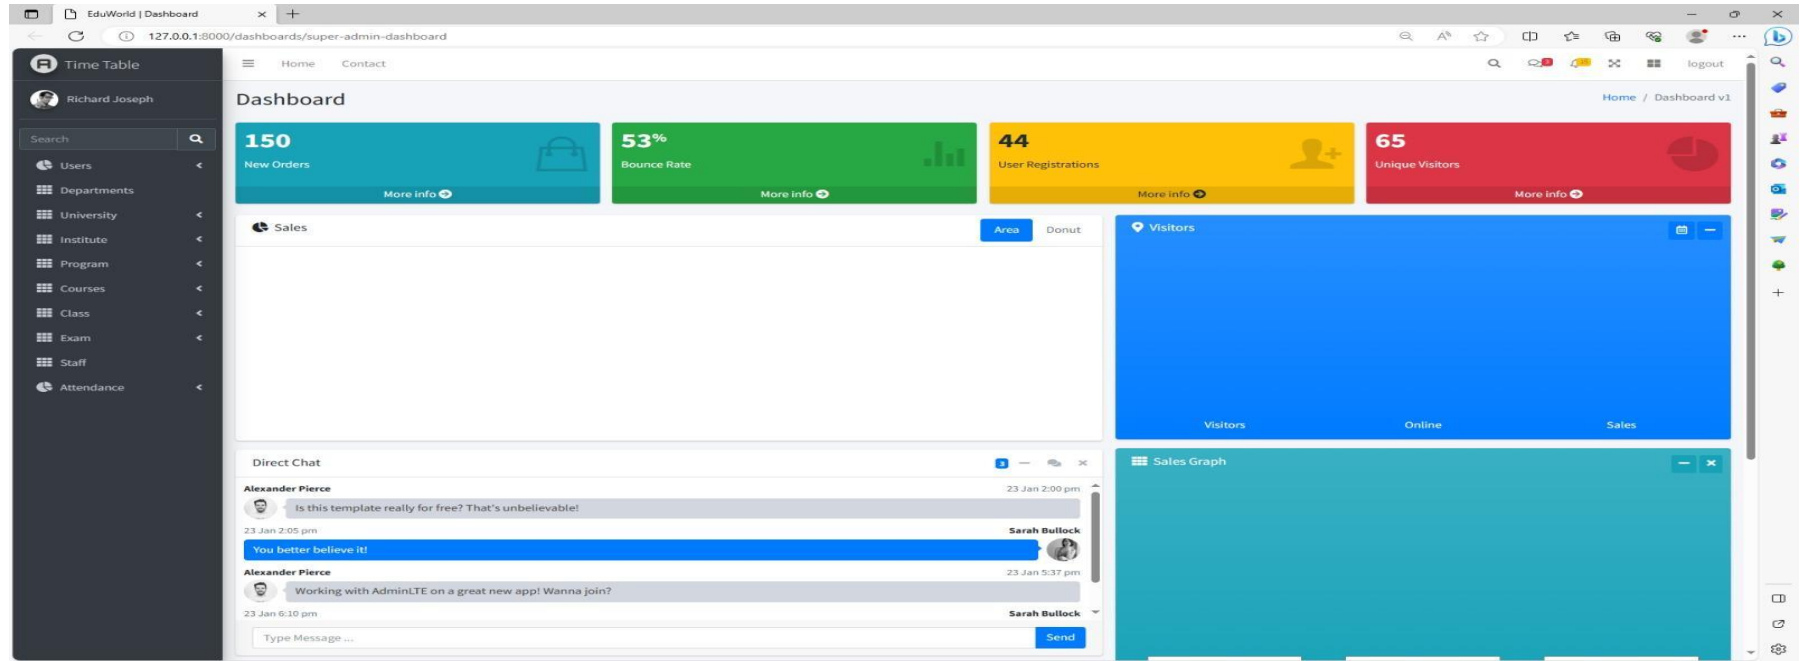 EduWorld | Dashboard
127.0.0.1:8000/dashboards/super-admin-dashboard
Time Table
Home Contact
logout
Richard Joseph
Dashboard
Home / Dashboard v1
Search
Users
Departments
University
Institute
Program
Courses
Class
Exam
Staff
Attendance
150
New Orders
More info
53%
Bounce Rate
More info
44
User Registrations
More info
65
Unique Visitors
More info
Sales
Area Donut
Visitors
Visitors Online Sales
Direct Chat
3
Alexander Pierce 23 Jan 2:00 pm
Is this template really for free? That's unbelievable!
23 Jan 2:05 pm Sarah Bullock
You better believe it!
Alexander Pierce 23 Jan 5:37 pm
Working with AdminLTE on a great new app! Wanna join?
23 Jan 6:10 pm Sarah Bullock
Type Message ... Send
Sales Graph